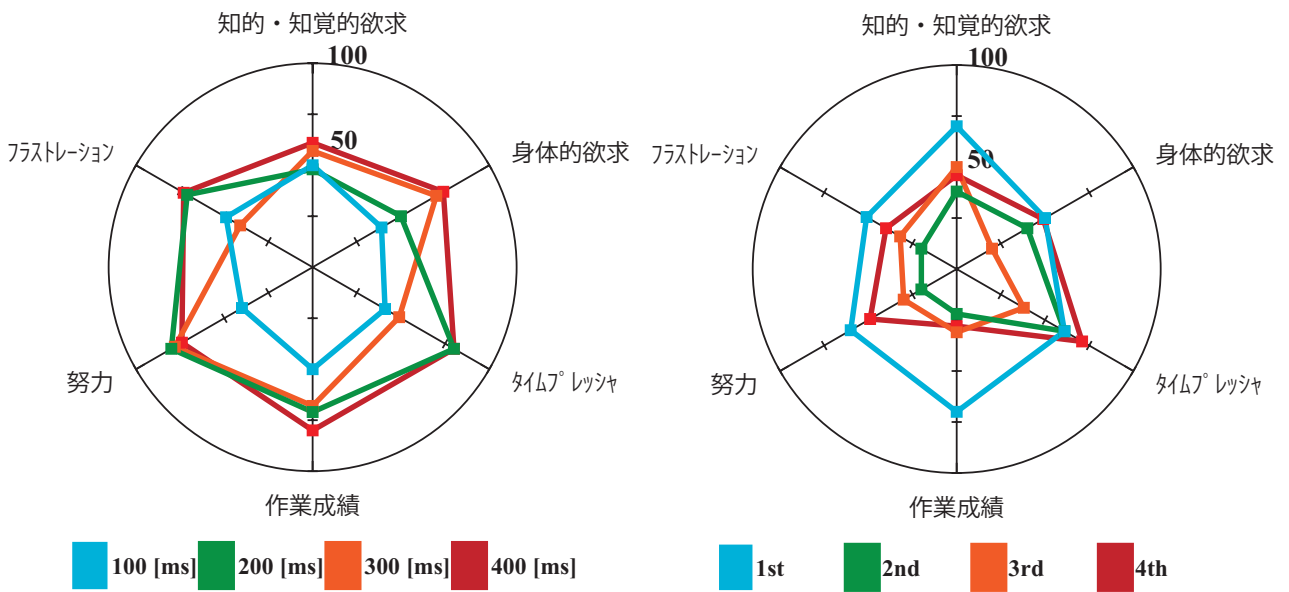 知的・知覚的欲求
100
50
身体的欲求
ﾌﾗｽﾄﾚｰｼｮﾝ
努力
ﾀｲﾑﾌﾟﾚｯｼｬ
作業成績
100 [ms] 200 [ms] 300 [ms] 400 [ms]
知的・知覚的欲求
100
50
身体的欲求
ﾌﾗｽﾄﾚｰｼｮﾝ
努力
ﾀｲﾑﾌﾟﾚｯｼｬ
作業成績
1st 2nd 3rd 4th